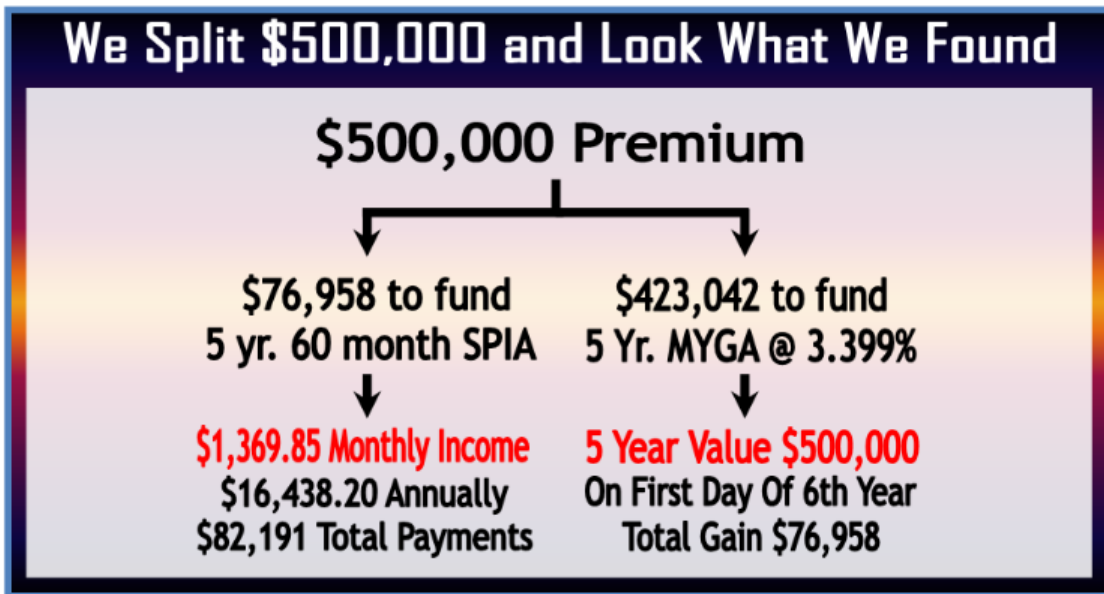 We Split $500,000 and Look What We Found
$500,000 Premium
$76,958 to fund
5 yr. 60 month SPIA
$1,369.85 Monthly Income
$16,438.20 Annually
$82,191 Total Payments
$423,042 to fund
5 Yr. MYGA @ 3.399%
5 Year Value $500,000
On First Day Of 6th Year
Total Gain $76,958